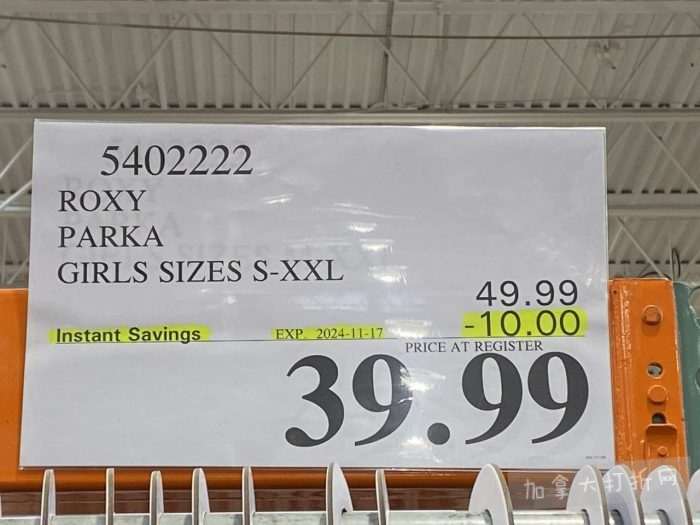 5402222
ROXY
PARKA
GIRLS SIZES S-XXL
49.99
Instant Savings EXP. 2024-11-17 -10.00
PRICE AT REGISTER
39.99
加拿大打折网